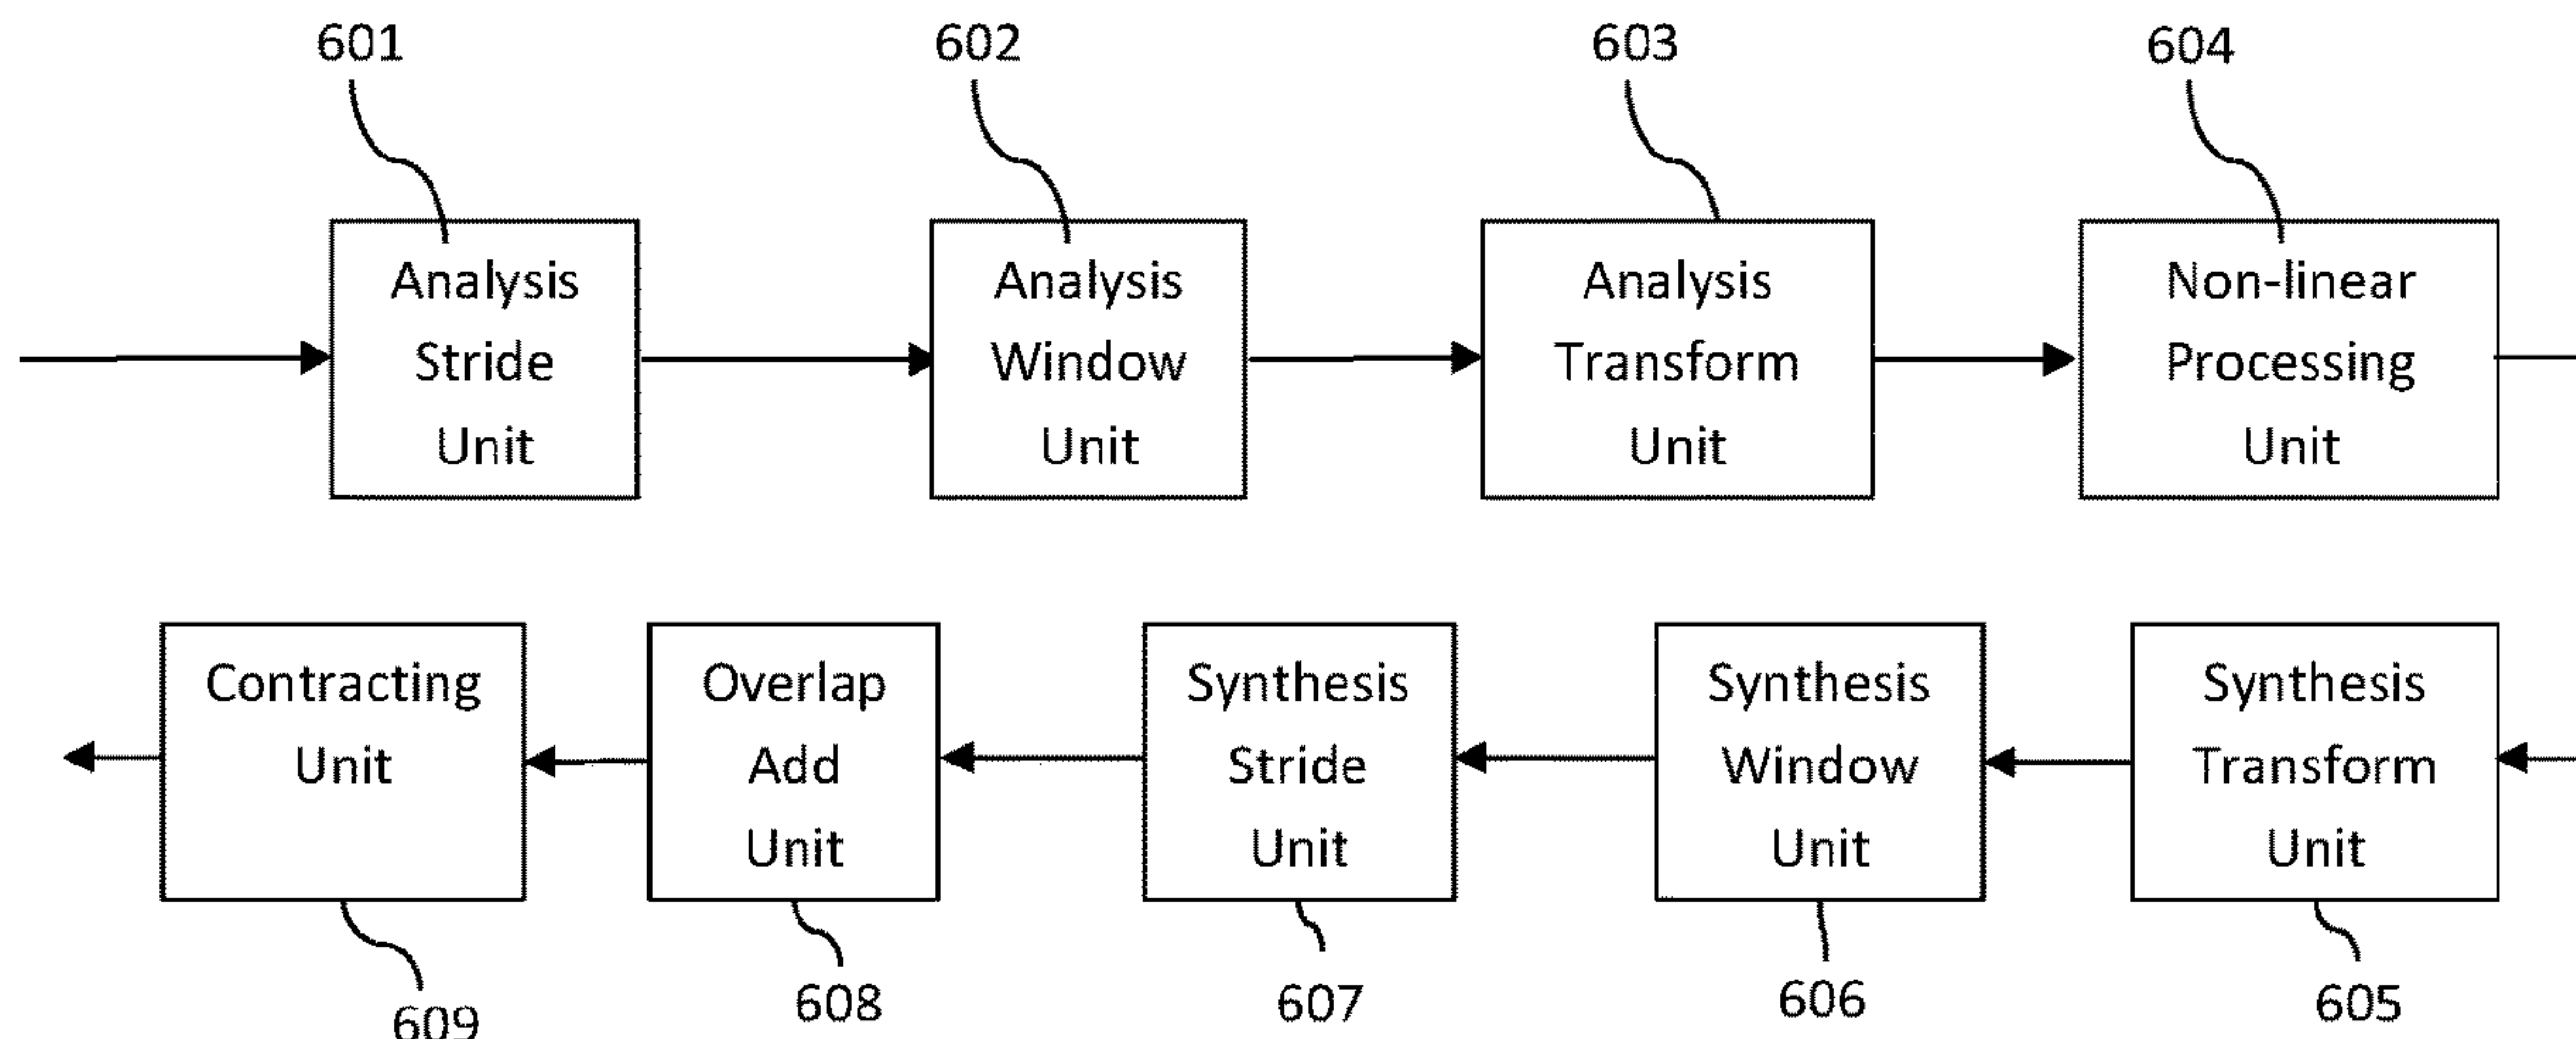 601
602
603
604
Analysis
Stride
Unit
Analysis
Window
Unit
Analysis
Transform
Unit
Non-linear
Processing
Unit
Contracting
Unit
Overlap
Add
Unit
Synthesis
Stride
Unit
Synthesis
Window
Unit
Synthesis
Transform
Unit
609
608
607
606
605